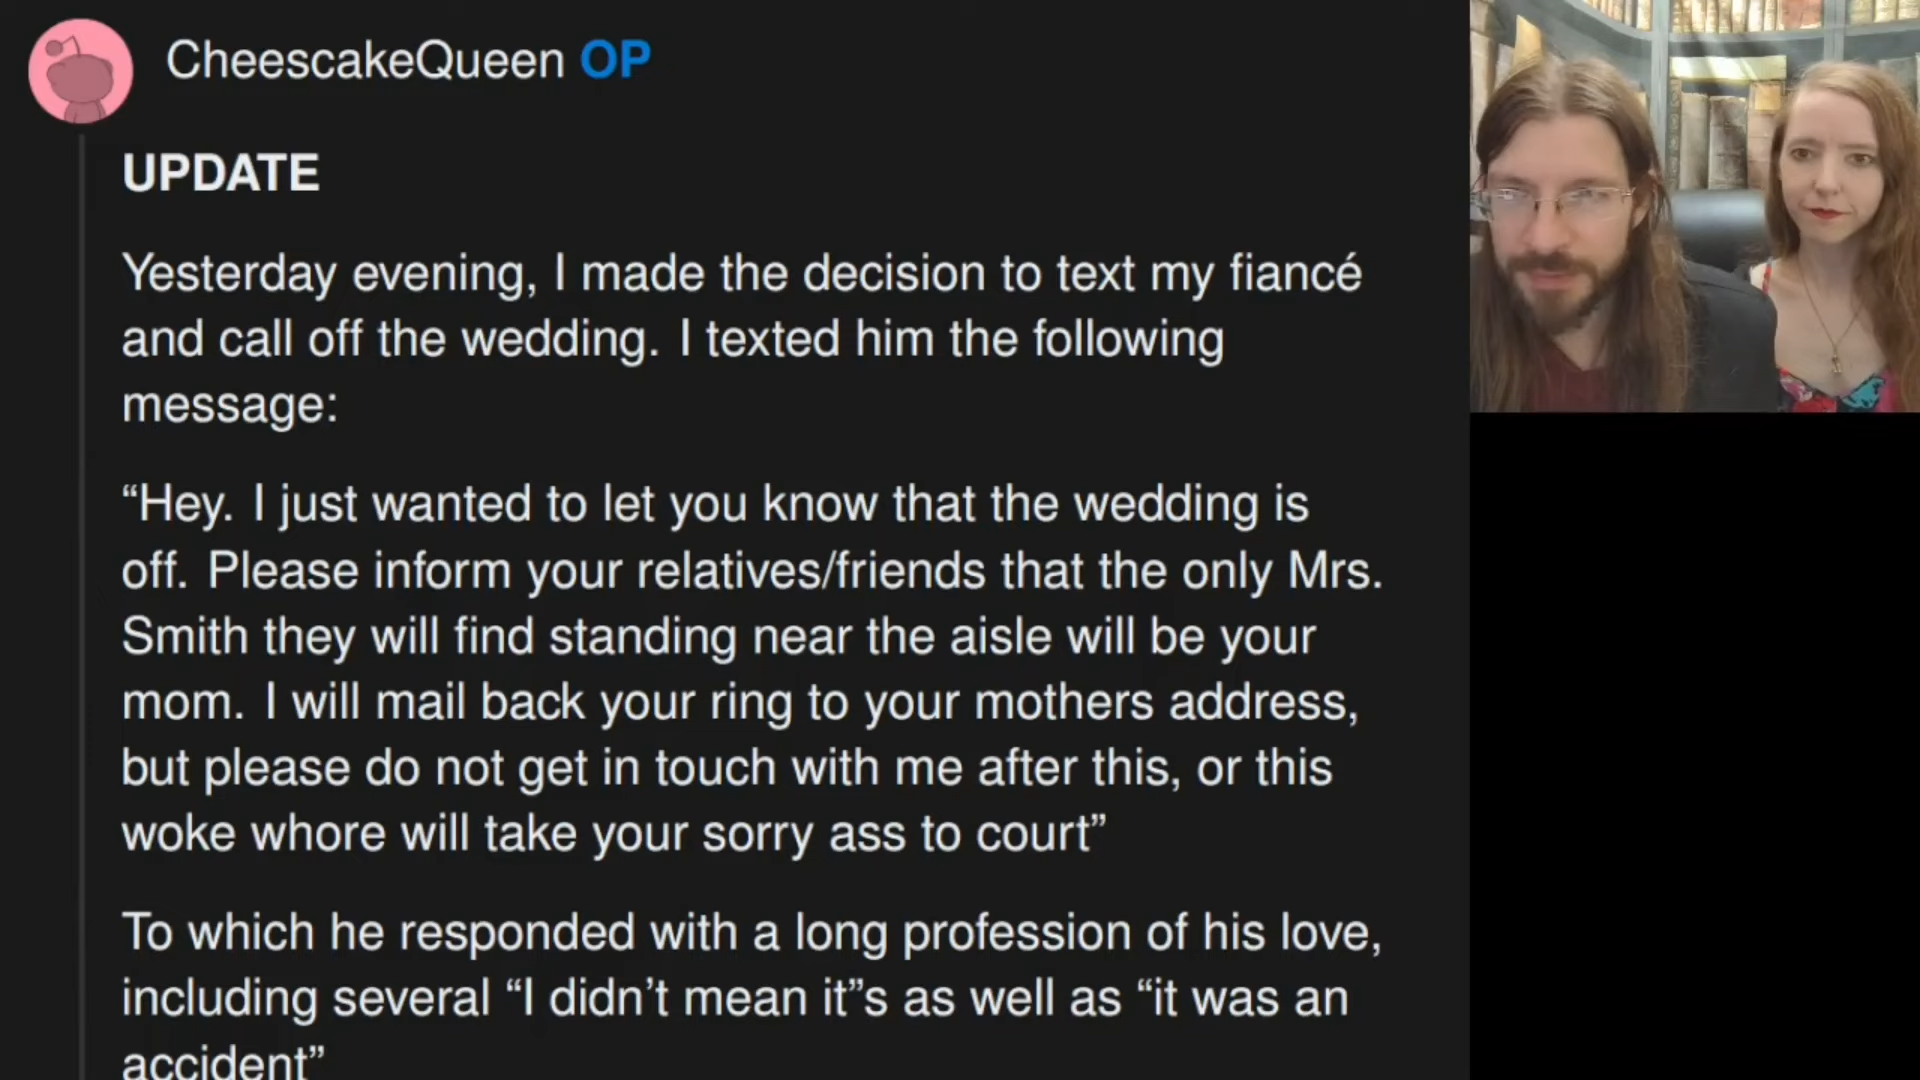 CheescakeQueen OP
UPDATE
Yesterday evening, I made the decision to text my fiancé
and call off the wedding. I texted him the following
message:
“Hey. I just wanted to let you know that the wedding is
off. Please inform your relatives/friends that the only Mrs.
Smith they will find standing near the aisle will be your
mom. I will mail back your ring to your mothers address,
but please do not get in touch with me after this, or this
woke whore will take your sorry ass to court”
To which he responded with a long profession of his love,
including several “I didn’t mean it”s as well as “it was an
accident”